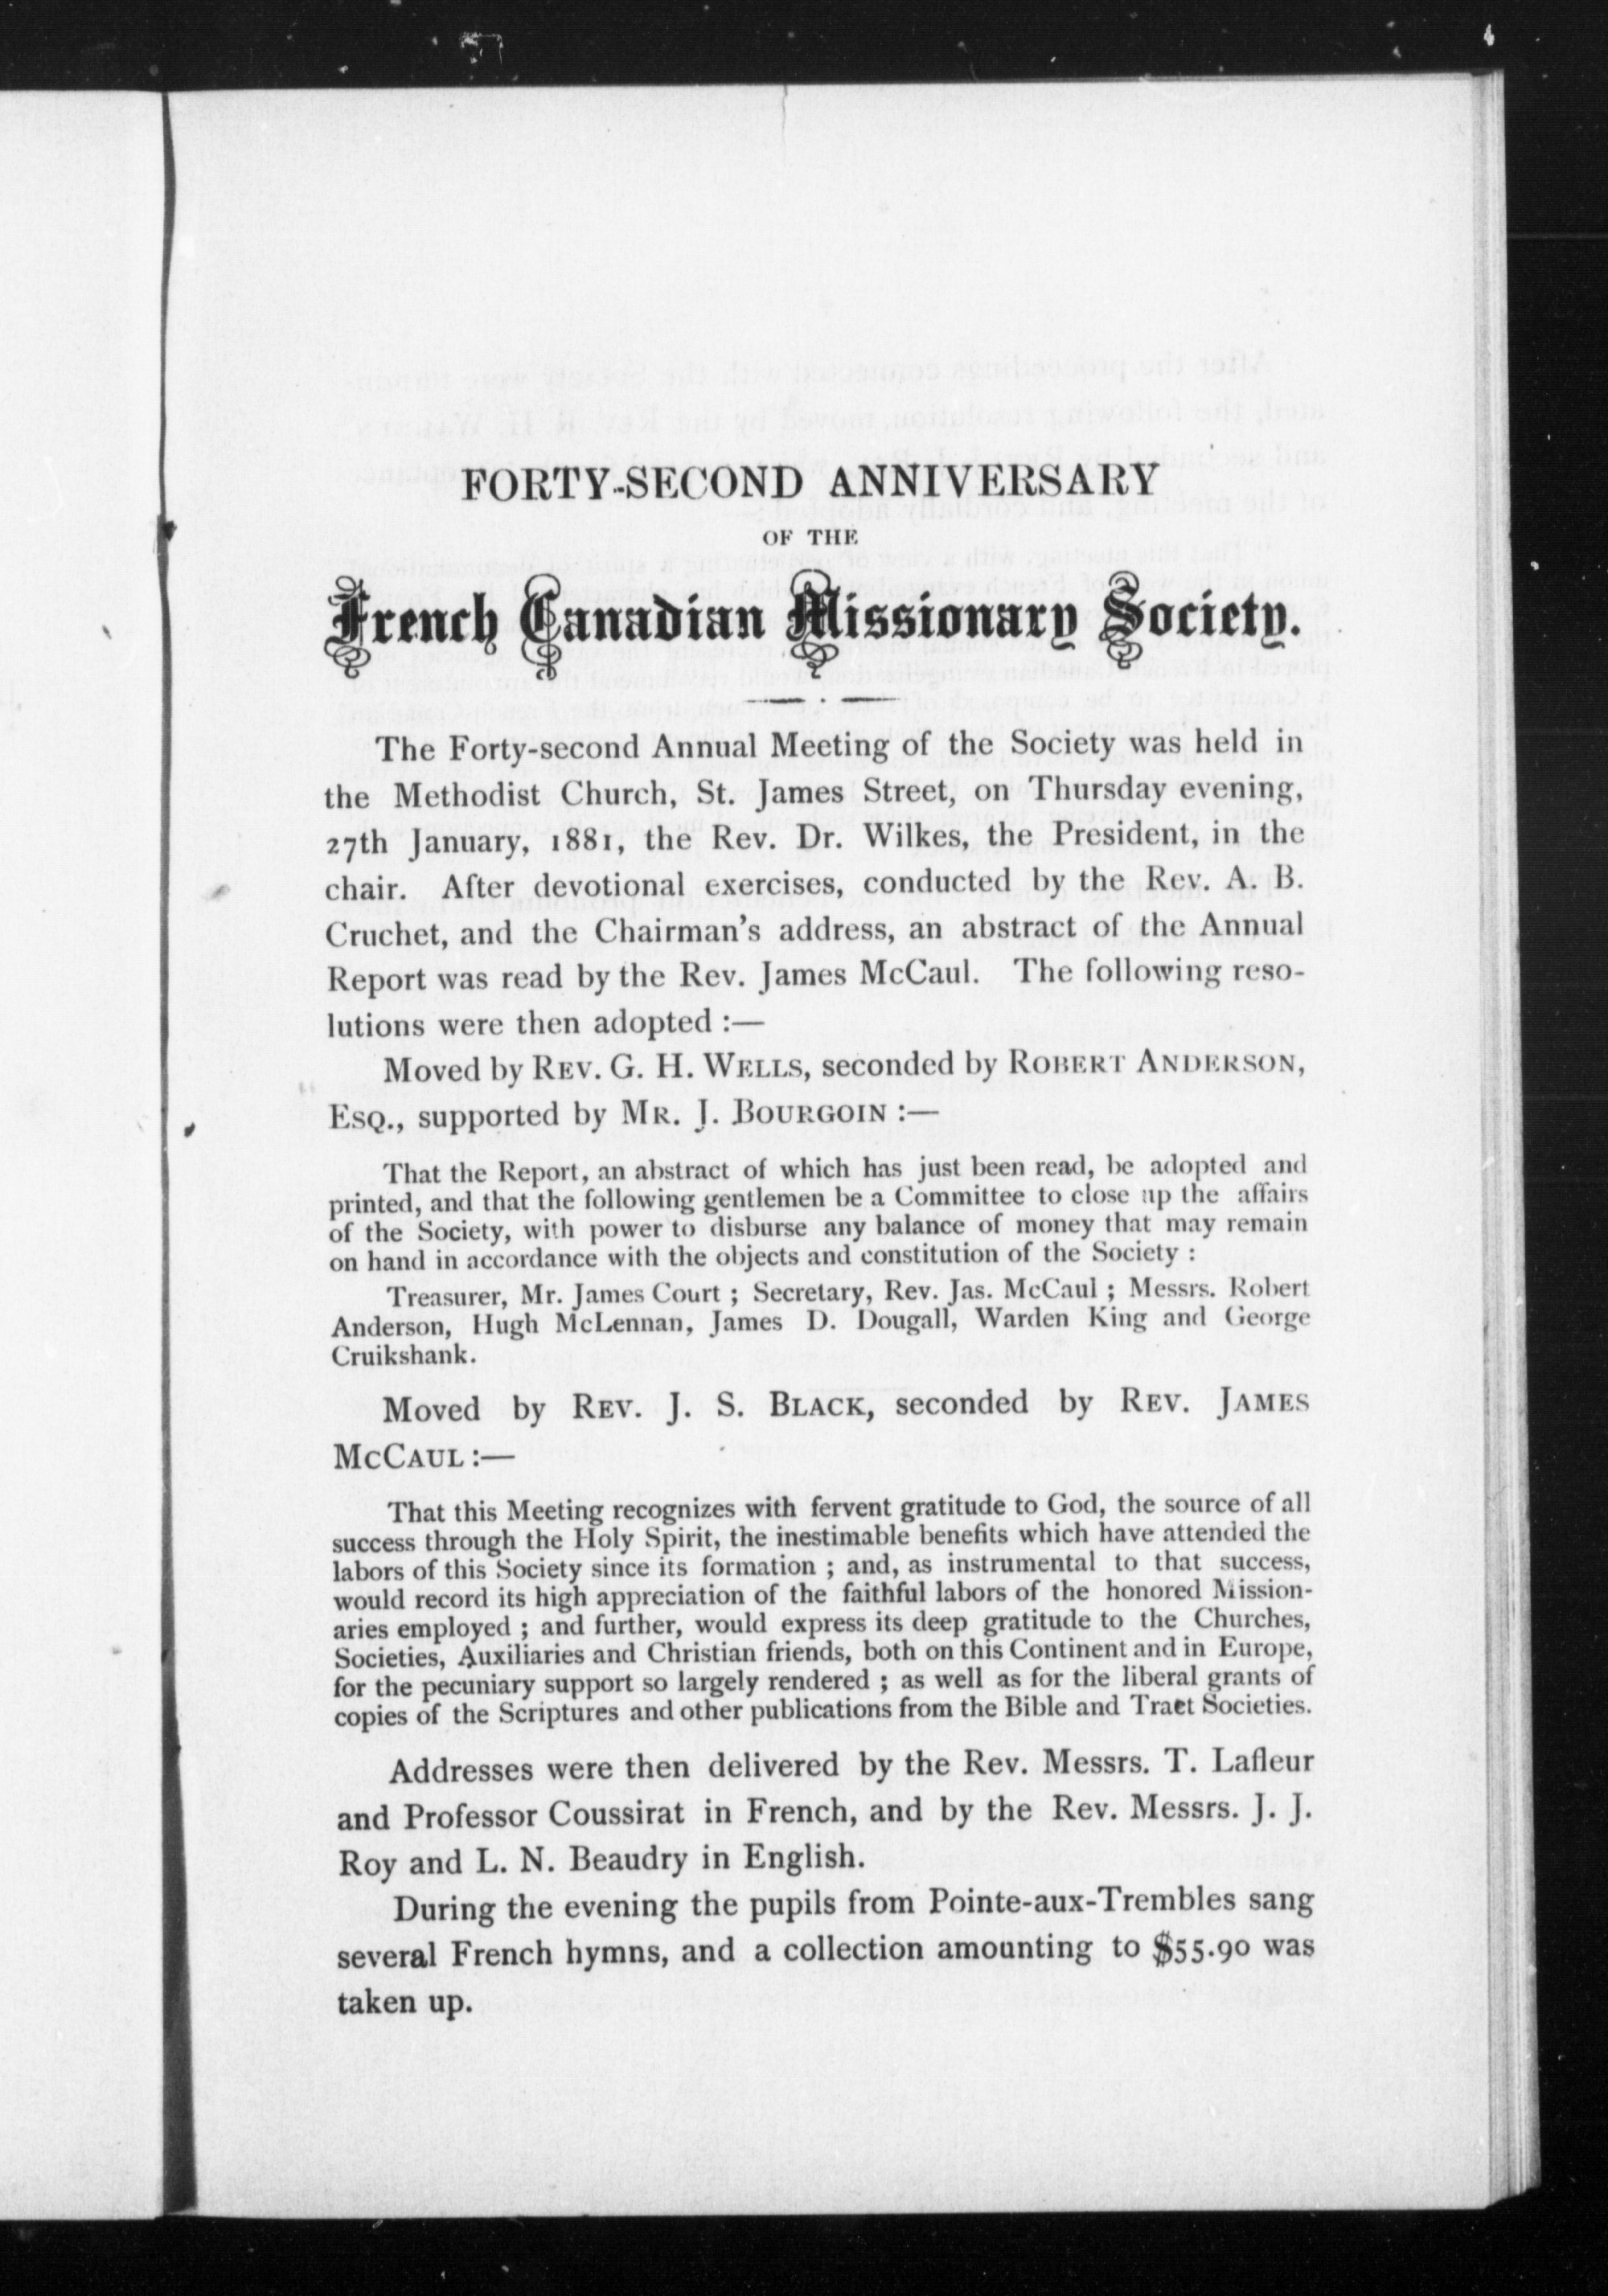 FORTY-SECOND ANNIVERSARY
OF THE
French Canadian Missionary Society.
The Forty-second Annual Meeting of the Society was held in
the Methodist Church, St. James Street, on Thursday evening,
27th January, 1881, the Rev. Dr. Wilkes, the President, in the
chair. After devotional exercises, conducted by the Rev. A. B.
Cruchet, and the Chairman's address, an abstract of the Annual
Report was read by the Rev. James McCaul. The following reso-
lutions were then adopted :—
Moved by REV. G. H. WELLS, seconded by ROBERT ANDERSON,
ESQ., supported by MR. J. BOURGOIN :—
That the Report, an abstract of which has just been read, be adopted and
printed, and that the following gentlemen be a Committee to close up the affairs
of the Society, with power to disburse any balance of money that may remain
on hand in accordance with the objects and constitution of the Society :
Treasurer, Mr. James Court ; Secretary, Rev. Jas. McCaul ; Messrs. Robert
Anderson, Hugh McLennan, James D. Dougall, Warden King and George
Cruikshank.
Moved by REV. J. S. BLACK, seconded by REV. JAMES
MCCAUL :—
That this Meeting recognizes with fervent gratitude to God, the source of all
success through the Holy Spirit, the inestimable benefits which have attended the
labors of this Society since its formation ; and, as instrumental to that success,
would record its high appreciation of the faithful labors of the honored Mission-
aries employed ; and further, would express its deep gratitude to the Churches,
Societies, Auxiliaries and Christian friends, both on this Continent and in Europe,
for the pecuniary support so largely rendered ; as well as for the liberal grants of
copies of the Scriptures and other publications from the Bible and Tract Societies.
Addresses were then delivered by the Rev. Messrs. T. Lafleur
and Professor Coussirat in French, and by the Rev. Messrs. J. J.
Roy and L. N. Beaudry in English.
During the evening the pupils from Pointe-aux-Trembles sang
several French hymns, and a collection amounting to $55.90 was
taken up.